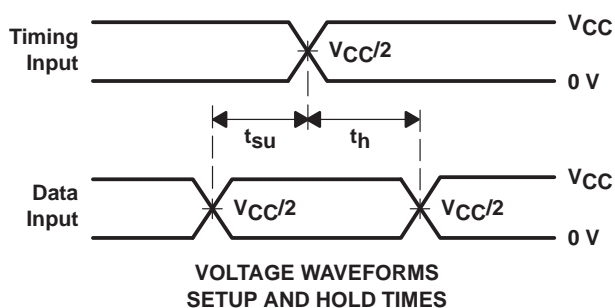 Timing
Input
VCC/2
VCC
0 V
tsu
th
Data
Input
VCC/2
VCC/2
VCC
0 V
VOLTAGE WAVEFORMS
SETUP AND HOLD TIMES